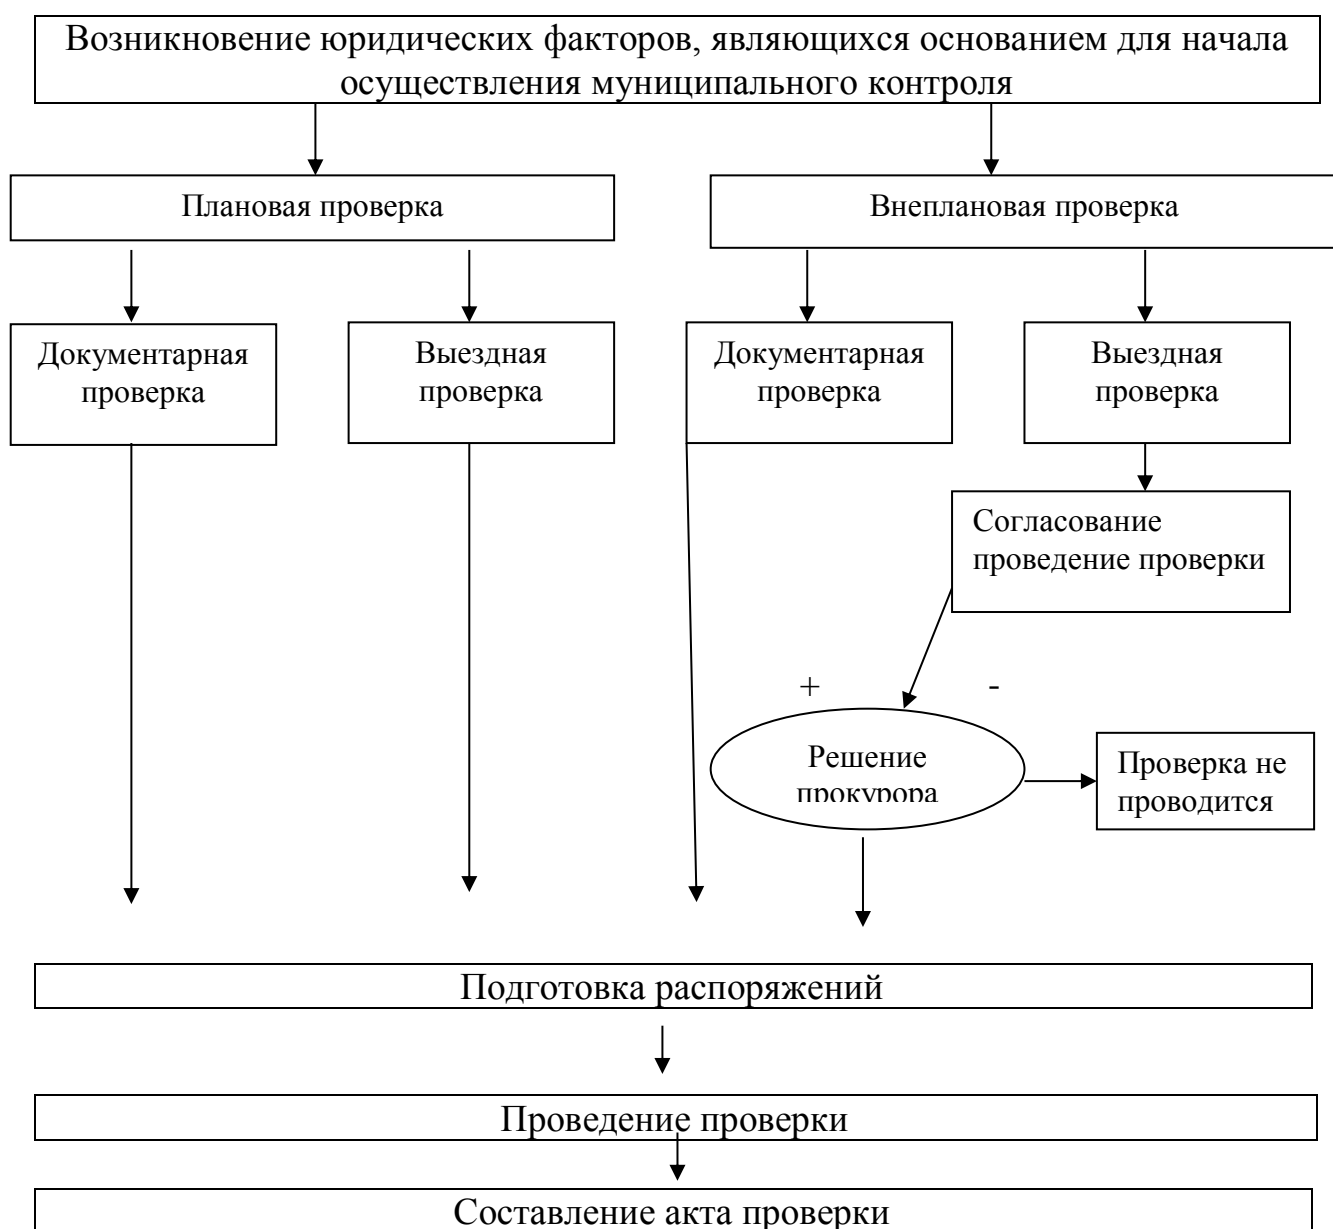 Возникновение юридических факторов, являющихся основанием для начала
осуществления муниципального контроля
Плановая проверка
Внеплановая проверка
Документарная
проверка
Выездная
проверка
Документарная
проверка
Выездная
проверка
Согласование
проведение проверки
+
-
Решение
прокурора
Проверка не
проводится
Подготовка распоряжений
Проведение проверки
Составление акта проверки